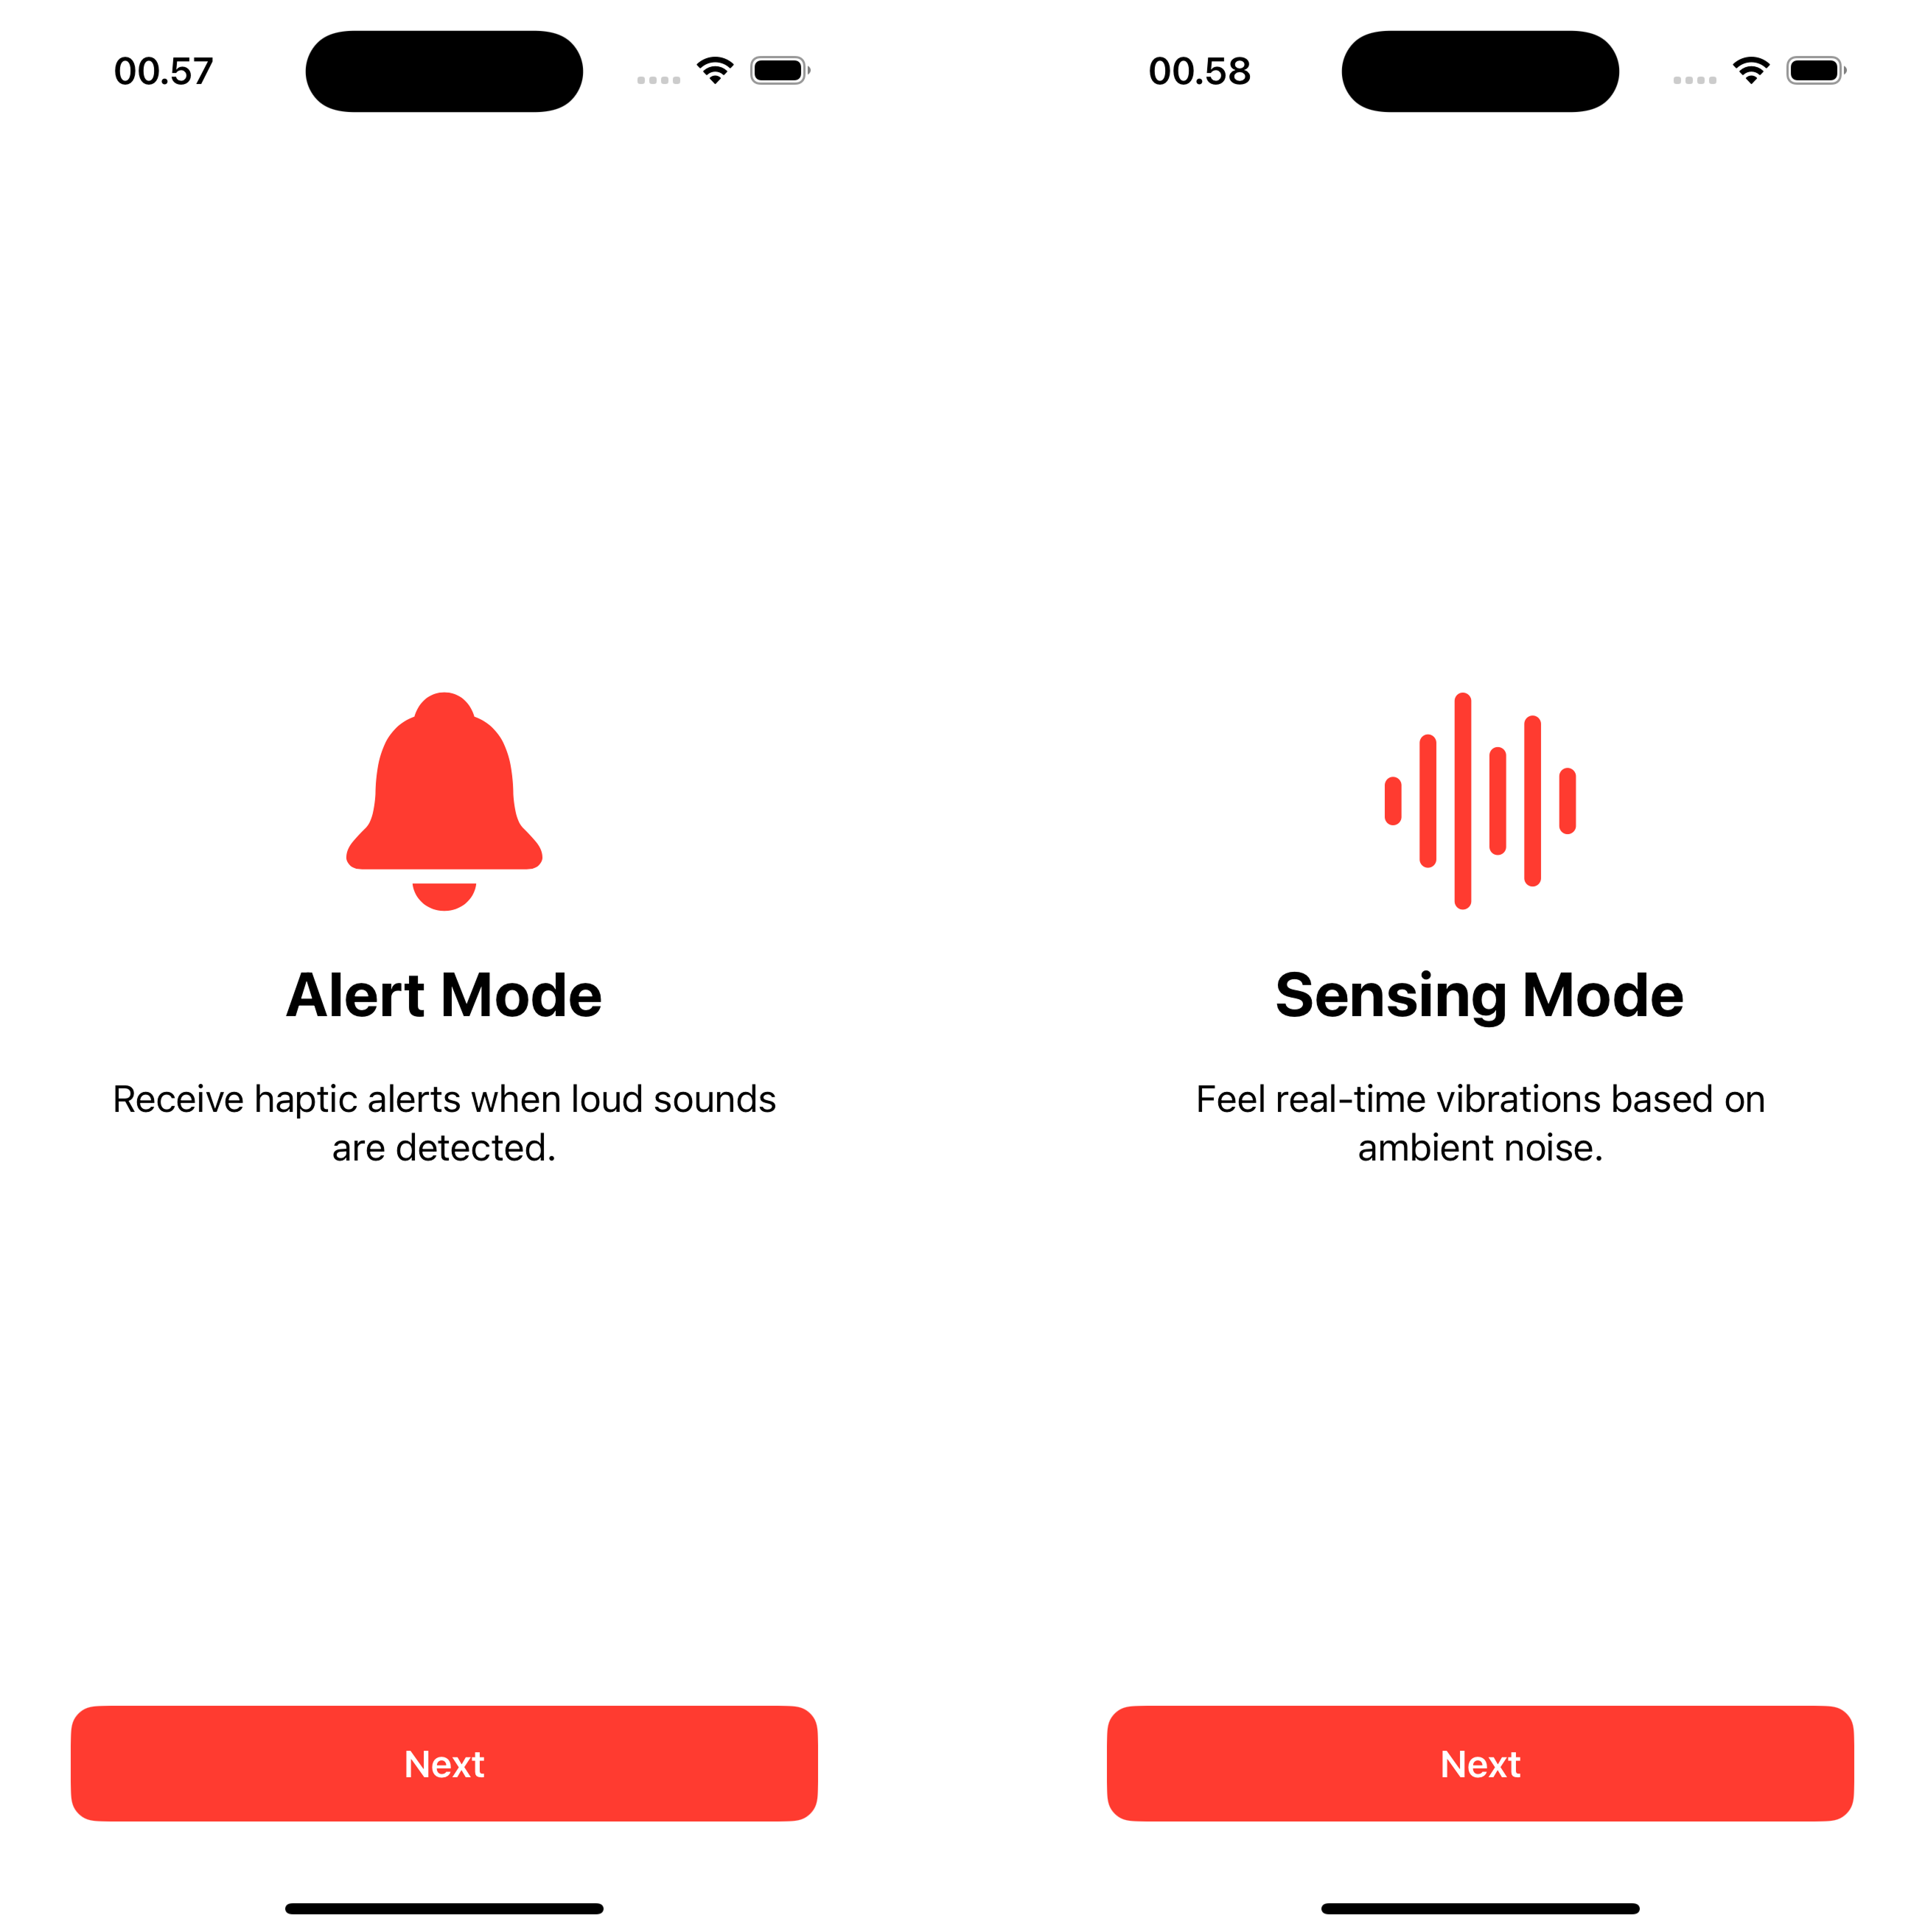 00.57
Alert Mode
Receive haptic alerts when loud sounds
are detected.
Next
00.58
Sensing Mode
Feel real-time vibrations based on
ambient noise.
Next